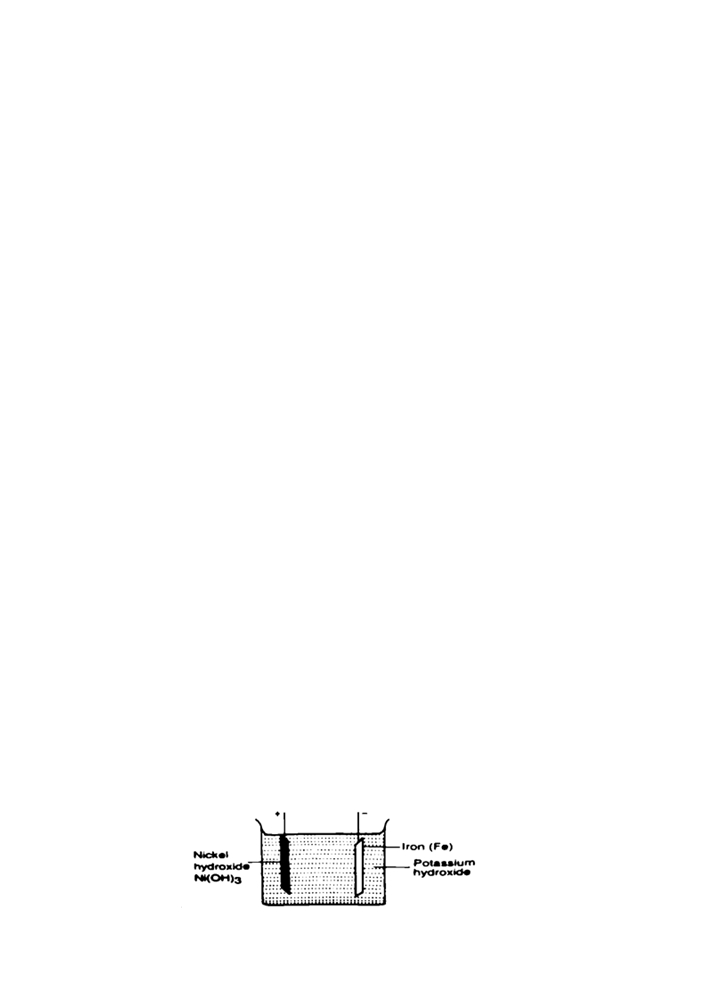 + −
Nickel
hydroxide
Ni(OH)3
Iron (Fe)
Potassium
hydroxide